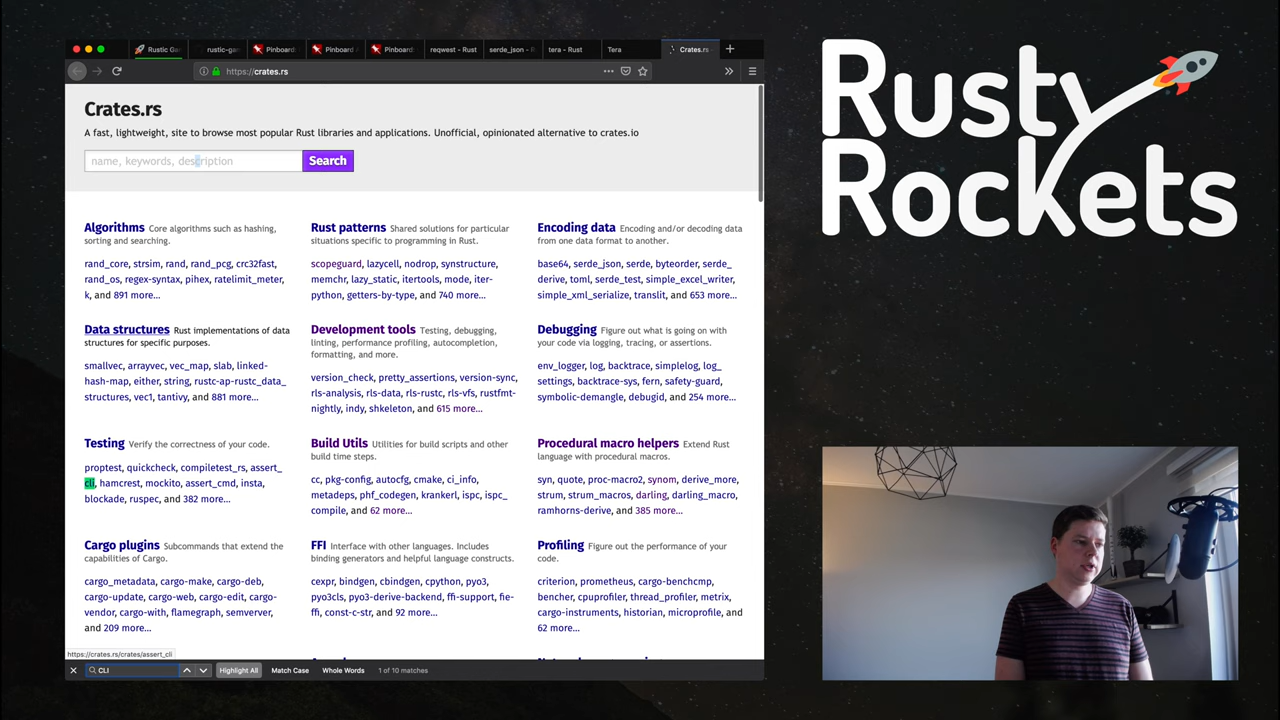 Rustic Ga
rustic-gam
Pinboard:
Pinboard
Pinboard:
reqwest - Rust
serde_json - R
tera - Rust
Tera
Crates.rs -
https://crates.rs
Crates.rs
A fast, lightweight, site to browse most popular Rust libraries and applications. Unofficial, opinionated alternative to crates.io
name, keywords, description
Search
Algorithms Core algorithms such as hashing,
sorting and searching.
rand_core, strsim, rand, rand_pcg, crc32fast,
rand_os, regex-syntax, pihex, ratelimit_meter,
k, and 891 more...
Rust patterns Shared solutions for particular
situations specific to programming in Rust.
scopeguard, lazycell, nodrop, synstructure,
memchr, lazy_static, itertools, mode, iter-
python, getters-by-type, and 740 more...
Encoding data Encoding and/or decoding data
from one data format to another.
base64, serde_json, serde, byteorder, serde_
derive, toml, serde_test, simple_excel_writer,
simple_xml_serialize, translit, and 653 more...
Data structures Rust implementations of data
structures for specific purposes.
smallvec, arrayvec, vec_map, slab, linked-
hash-map, either, string, rustc-ap-rustc_data_
structures, vec1, tantivy, and 881 more...
Development tools Testing, debugging,
linting, performance profiling, autocompletion,
formatting, and more.
version_check, pretty_assertions, version-sync,
rls-analysis, rls-data, rls-rustc, rls-vfs, rustfmt-
nightly, indy, shkeleton, and 615 more...
Debugging Figure out what is going on with
your code via logging, tracing, or assertions.
env_logger, log, backtrace, simplelog, log_
settings, backtrace-sys, fern, safety-guard,
symbolic-demangle, debugid, and 254 more...
Testing Verify the correctness of your code.
proptest, quickcheck, compiletest_rs, assert_
cli, hamcrest, mockito, assert_cmd, insta,
blockade, ruspec, and 382 more...
Build Utils Utilities for build scripts and other
build time steps.
cc, pkg-config, autocfg, cmake, ci_info,
metadeps, phf_codegen, krankerl, ispc, ispc_
compile, and 62 more...
Procedural macro helpers Extend Rust
language with procedural macros.
syn, quote, proc-macro2, synom, derive_more,
strum, strum_macros, darling, darling_macro,
ramhorns-derive, and 385 more...
Cargo plugins Subcommands that extend the
capabilities of Cargo.
cargo_metadata, cargo-make, cargo-deb,
cargo-update, cargo-web, cargo-edit, cargo-
vendor, cargo-with, flamegraph, semverver,
and 209 more...
FFI Interface with other languages. Includes
binding generators and helpful language constructs.
cexpr, bindgen, cbindgen, cpython, pyo3,
pyo3cls, pyo3-derive-backend, ffi-support, fie-
ffi, const-c-str, and 92 more...
Profiling Figure out the performance of your
code.
criterion, prometheus, cargo-benchcmp,
bencher, cpuprofiler, thread_profiler, metrix,
cargo-instruments, historian, microprofile, and
62 more...
https://crates.rs/crates/assert_cli
CLI
Highlight All
Match Case
Whole Words
1 of 10 matches
Rusty
Rockets